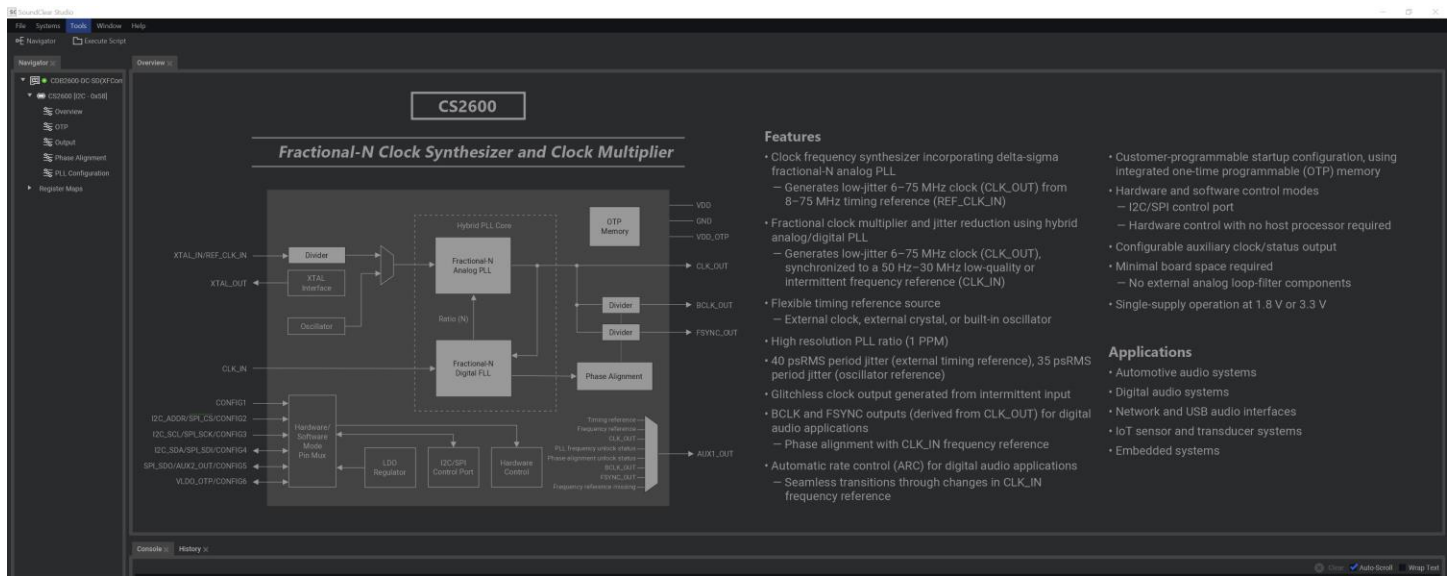 SoundClear Studio
File Systems Tools Window Help
Navigator Execute Script
Navigator
CDB2600-DC-SD(XFCon
CS2600 [I2C - 0x58]
Overview
OTP
Output
Phase Alignment
PLL Configuration
Register Maps
Overview
CS2600
Fractional-N Clock Synthesizer and Clock Multiplier
Hybrid PLL Core
XTAL_IN/REF_CLK_IN
XTAL_OUT
CLK_IN
CONFIG1
I2C_ADDR/SPI_CS/CONFIG2
I2C_SCL/SPI_SCK/CONFIG3
I2C_SDA/SPI_SDI/CONFIG4
SPI_SDO/AUX2_OUT/CONFIG5
VLDO_OTP/CONFIG6
Divider
XTAL
Interface
Oscillator
Fractional-N
Analog PLL
Ratio (N)
Fractional-N
Digital FLL
OTP
Memory
Divider
Divider
Phase Alignment
Hardware/
Software
Mode
Pin Mux
LDO
Regulator
I2C/SPI
Control Port
Hardware
Control
Timing reference
Frequency reference
CLK_OUT
PLL frequency unlock status
Phase alignment unlock status
BCLK_OUT
FSYNC_OUT
Frequency reference missing
VDD
GND
VDD_OTP
CLK_OUT
BCLK_OUT
FSYNC_OUT
AUX1_OUT
Features
• Clock frequency synthesizer incorporating delta-sigma
fractional-N analog PLL
— Generates low-jitter 6–75 MHz clock (CLK_OUT) from
8–75 MHz timing reference (REF_CLK_IN)
• Fractional clock multiplier and jitter reduction using hybrid
analog/digital PLL
— Generates low-jitter 6–75 MHz clock (CLK_OUT),
synchronized to a 50 Hz–30 MHz low-quality or
intermittent frequency reference (CLK_IN)
• Flexible timing reference source
— External clock, external crystal, or built-in oscillator
• High resolution PLL ratio (1 PPM)
• 40 psRMS period jitter (external timing reference), 35 psRMS
period jitter (oscillator reference)
• Glitchless clock output generated from intermittent input
• BCLK and FSYNC outputs (derived from CLK_OUT) for digital
audio applications
— Phase alignment with CLK_IN frequency reference
• Automatic rate control (ARC) for digital audio applications
— Seamless transitions through changes in CLK_IN
frequency reference
• Customer-programmable startup configuration, using
integrated one-time programmable (OTP) memory
• Hardware and software control modes
— I2C/SPI control port
— Hardware control with no host processor required
• Configurable auxiliary clock/status output
• Minimal board space required
— No external analog loop-filter components
• Single-supply operation at 1.8 V or 3.3 V
Applications
• Automotive audio systems
• Digital audio systems
• Network and USB audio interfaces
• IoT sensor and transducer systems
• Embedded systems
Console History
Clear Auto-Scroll Wrap Text